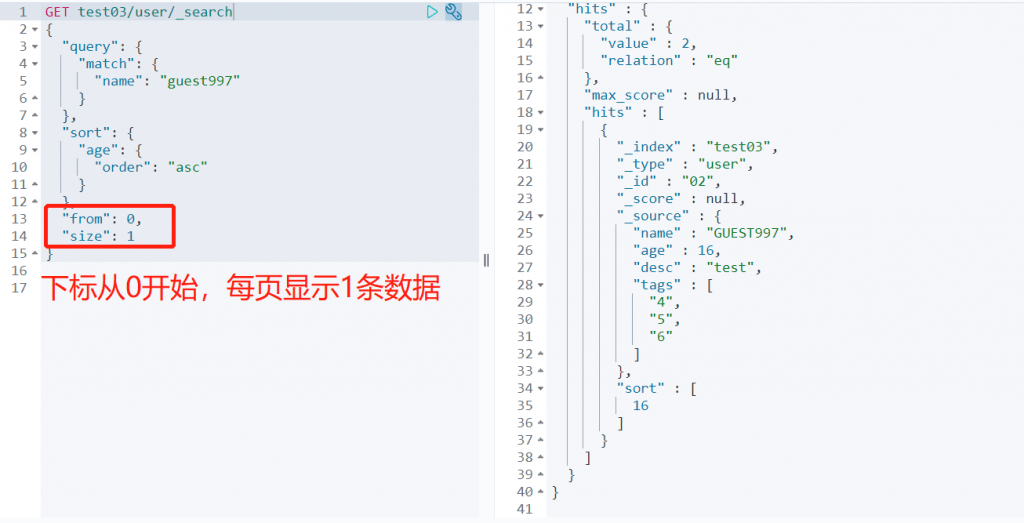 1 GET test03/user/_search
2 {
3 "query": {
4 "match": {
5 "name": "guest997"
6 }
7 },
8 "sort": {
9 "age": {
10 "order": "asc"
11 }
12 },
13 "from": 0,
14 "size": 1
15 }
16
17
下标从0开始，每页显示1条数据
12 "hits" : {
13 "total" : {
14 "value" : 2,
15 "relation" : "eq"
16 },
17 "max_score" : null,
18 "hits" : [
19 {
20 "_index" : "test03",
21 "_type" : "user",
22 "_id" : "02",
23 "_score" : null,
24 "_source" : {
25 "name" : "GUEST997",
26 "age" : 16,
27 "desc" : "test",
28 "tags" : [
29 "4",
30 "5",
31 "6"
32 ]
33 },
34 "sort" : [
35 16
36 ]
37 }
38 ]
39 }
40 }
41